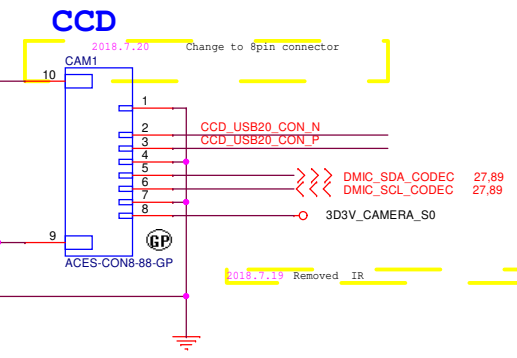 CCD
2018.7.20 Change to 8pin connector
CAM1
10
1
2 CCD_USB20_CON_N
3 CCD_USB20_CON_P
4
5 DMIC_SDA_CODEC 27,89
6 DMIC_SCL_CODEC 27,89
7
8 3D3V_CAMERA_S0
9
GP
ACES-CON8-88-GP
2018.7.19 Removed IR